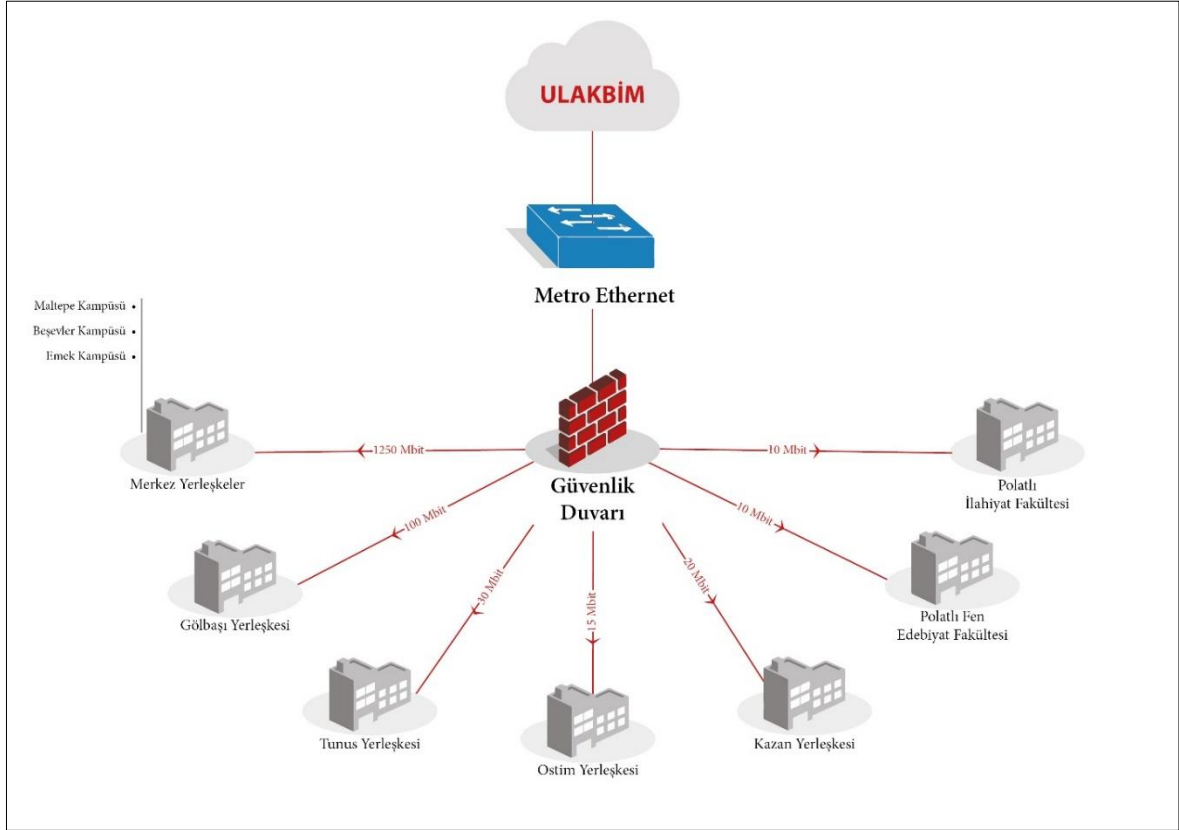 ULAKBİM
Metro Ethernet
Maltepe Kampüsü •
Beşevler Kampüsü •
Emek Kampüsü •
Merkez Yerleşkeler
1250 Mbit
Güvenlik
Duvarı
10 Mbit
Polatlı
İlahiyat Fakültesi
100 Mbit
Gölbaşı Yerleşkesi
10 Mbit
Polatlı Fen
Edebiyat Fakültesi
30 Mbit
Tunus Yerleşkesi
15 Mbit
Ostim Yerleşkesi
20 Mbit
Kazan Yerleşkesi